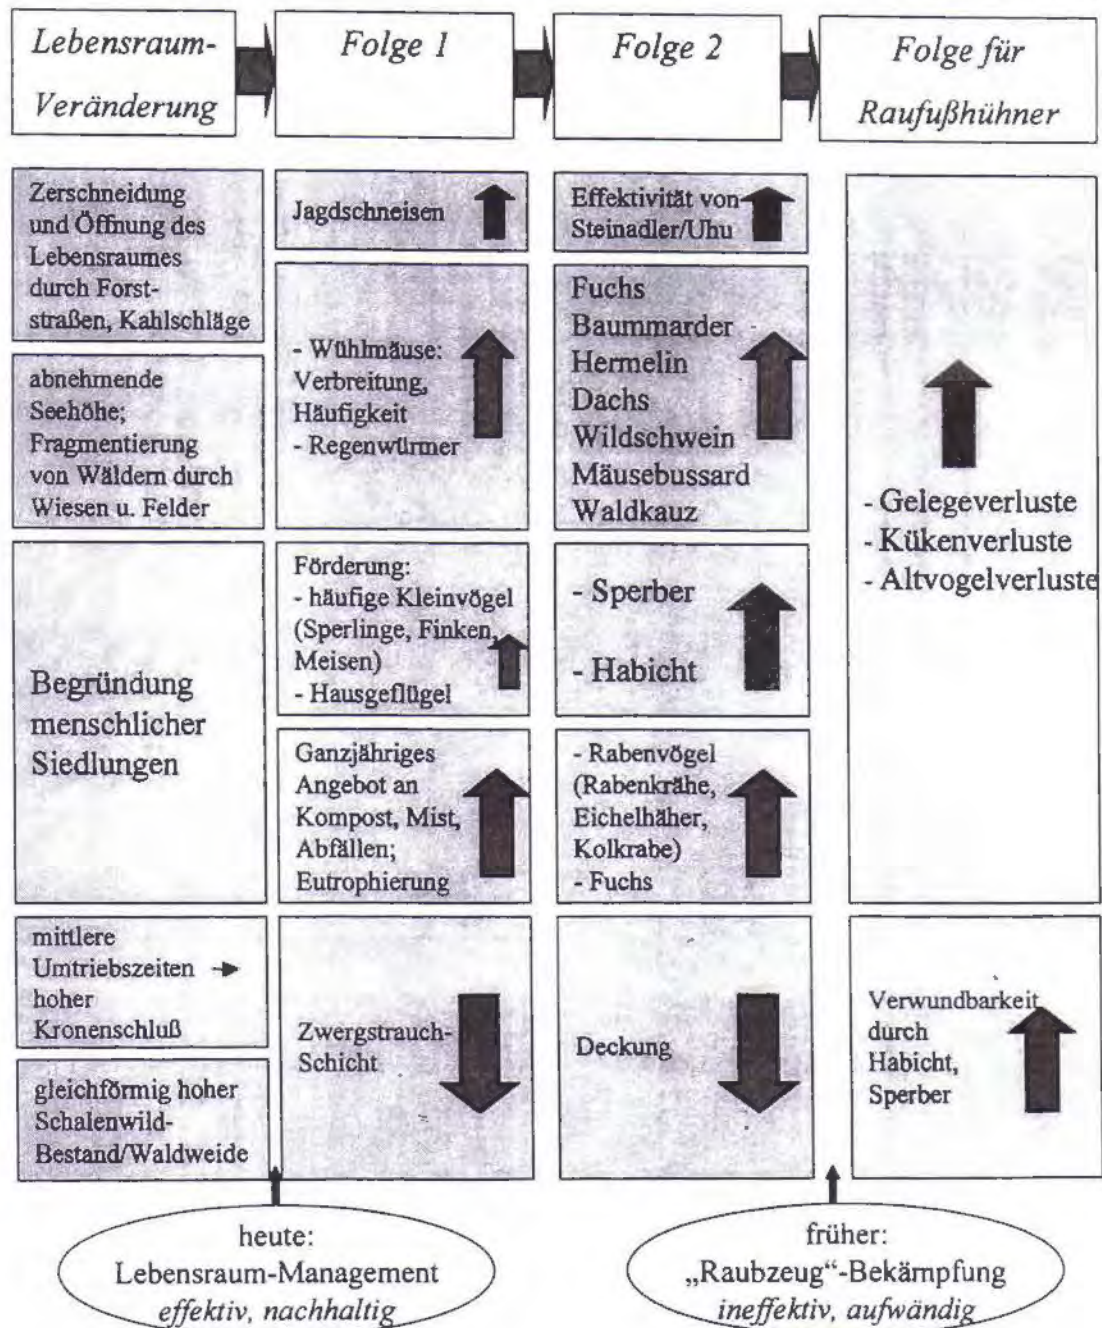 Lebensraum-
Veränderung
Folge 1
Folge 2
Folge für
Raufußhühner
Zerschneidung
und Öffnung des
Lebensraumes
durch Forst-
straßen, Kahlschläge
abnehmende
Seehöhe;
Fragmentierung
von Wäldern durch
Wiesen u. Felder
Begründung
menschlicher
Siedlungen
mittlere
Umtriebszeiten
hoher
Kronenschluß
gleichförmig hoher
Schalenwild-
Bestand/Waldweide
Jagdschneisen
- Wühlmäuse:
Verbreitung,
Häufigkeit
- Regenwürmer
Förderung:
- häufige Kleinvögel
(Sperlinge, Finken,
Meisen)
- Hausgeflügel
Ganzjähriges
Angebot an
Kompost, Mist,
Abfällen;
Eutrophierung
Zwergstrauch-
Schicht
Effektivität von
Steinadler/Uhu
Fuchs
Baummarder
Hermelin
Dachs
Wildschwein
Mäusebussard
Waldkauz
- Sperber
- Habicht
- Rabenvögel
(Rabenkrähe,
Eichelhäher,
Kolkrabe)
- Fuchs
Deckung
- Gelegeverluste
- Kükenverluste
- Altvogelverluste
Verwundbarkeit
durch
Habicht,
Sperber
heute:
Lebensraum-Management
effektiv, nachhaltig
früher:
„Raubzeug“-Bekämpfung
ineffektiv, aufwändig